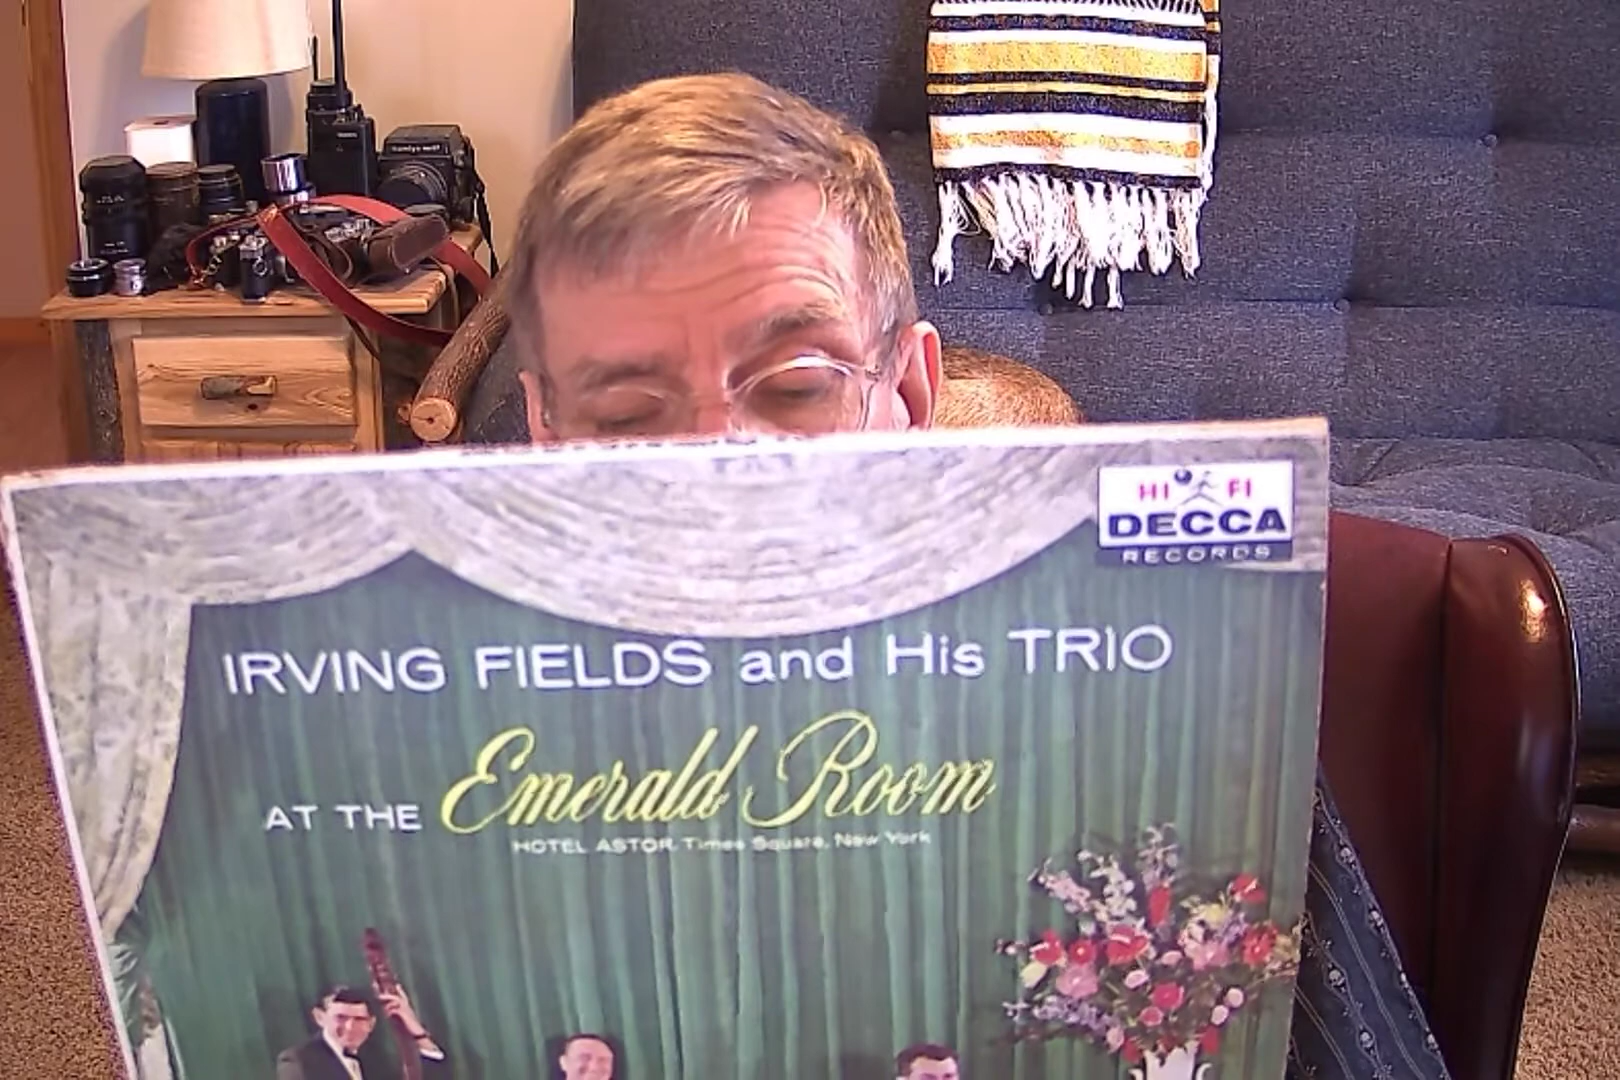 HI FI
DECCA
RECORDS
IRVING FIELDS and His TRIO
AT THE Emerald Room
HOTEL ASTOR, Times Square, New York